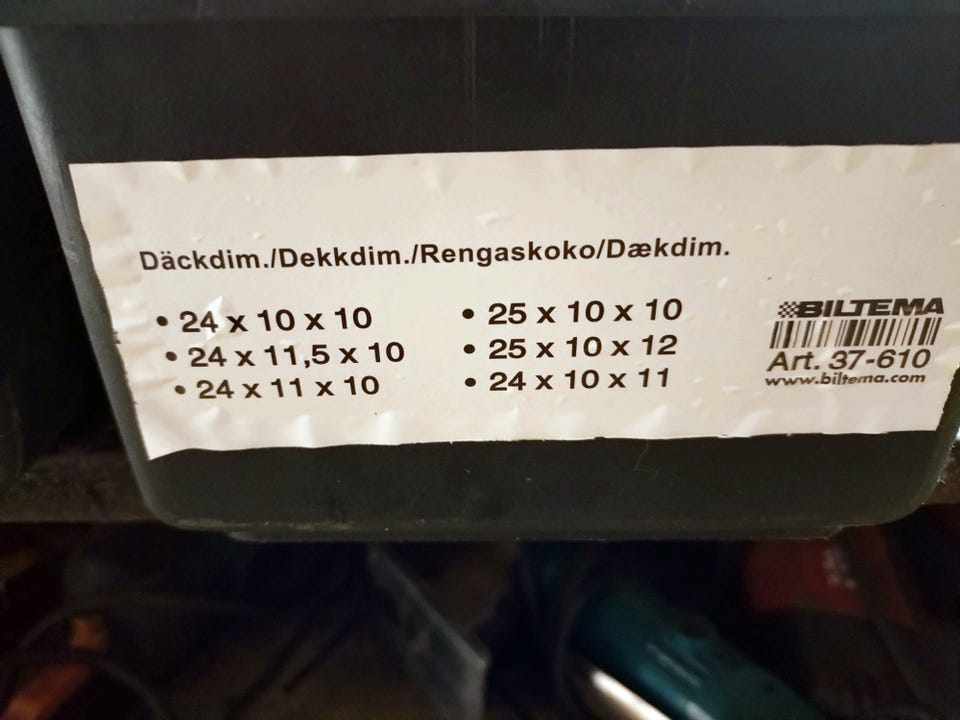 Däckdim./Dekkdim./Rengaskoko/Dækdim.
• 24 x 10 x 10
• 24 x 11,5 x 10
• 24 x 11 x 10
• 25 x 10 x 10
• 25 x 10 x 12
• 24 x 10 x 11
BILTEMA
Art. 37-610
www.biltema.com